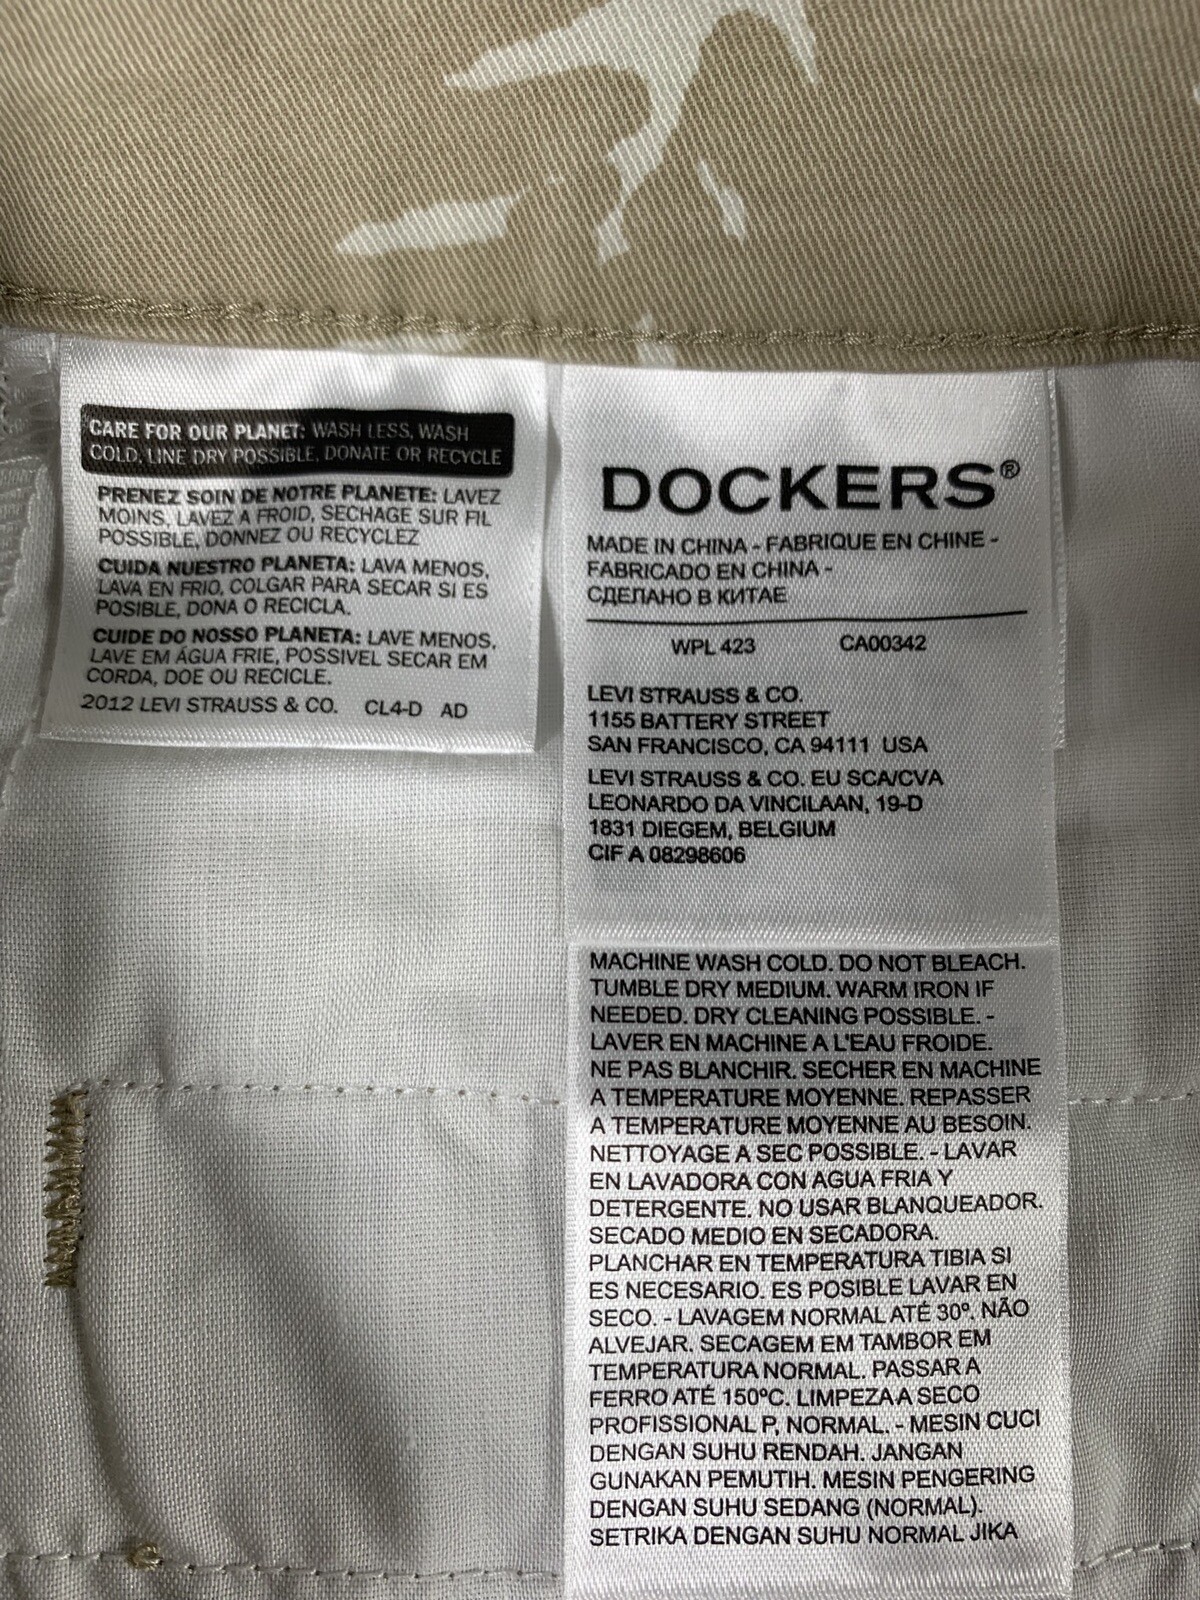 CARE FOR OUR PLANET: WASH LESS, WASH
COLD, LINE DRY POSSIBLE, DONATE OR RECYCLE
PRENEZ SOIN DE NOTRE PLANETE: LAVEZ
MOINS, LAVEZ A FROID, SECHAGE SUR FIL
POSSIBLE, DONNEZ OU RECYCLEZ
CUIDA NUESTRO PLANETA: LAVA MENOS,
LAVA EN FRIO, COLGAR PARA SECAR SI ES
POSIBLE, DONA O RECICLA.
CUIDE DO NOSSO PLANETA: LAVE MENOS,
LAVE EM ÁGUA FRIE, POSSIVEL SECAR EM
CORDA, DOE OU RECICLE.
2012 LEVI STRAUSS & CO. CL4-D AD
DOCKERS®
MADE IN CHINA - FABRIQUE EN CHINE -
FABRICADO EN CHINA -
СДЕЛАНО В КИТАЕ
WPL 423 CA00342
LEVI STRAUSS & CO.
1155 BATTERY STREET
SAN FRANCISCO, CA 94111 USA
LEVI STRAUSS & CO. EU SCA/CVA
LEONARDO DA VINCILAAN, 19-D
1831 DIEGEM, BELGIUM
CIF A 08298606
MACHINE WASH COLD. DO NOT BLEACH.
TUMBLE DRY MEDIUM. WARM IRON IF
NEEDED. DRY CLEANING POSSIBLE. -
LAVER EN MACHINE A L'EAU FROIDE.
NE PAS BLANCHIR. SECHER EN MACHINE
A TEMPERATURE MOYENNE. REPASSER
A TEMPERATURE MOYENNE AU BESOIN.
NETTOYAGE A SEC POSSIBLE. - LAVAR
EN LAVADORA CON AGUA FRIA Y
DETERGENTE. NO USAR BLANQUEADOR.
SECADO MEDIO EN SECADORA.
PLANCHAR EN TEMPERATURA TIBIA SI
ES NECESARIO. ES POSIBLE LAVAR EN
SECO. - LAVAGEM NORMAL ATÉ 30º. NÃO
ALVEJAR. SECAGEM EM TAMBOR EM
TEMPERATURA NORMAL. PASSAR A
FERRO ATÉ 150ºC. LIMPEZA A SECO
PROFISSIONAL P, NORMAL. - MESIN CUCI
DENGAN SUHU RENDAH. JANGAN
GUNAKAN PEMUTIH. MESIN PENGERING
DENGAN SUHU SEDANG (NORMAL).
SETRIKA DENGAN SUHU NORMAL JIKA